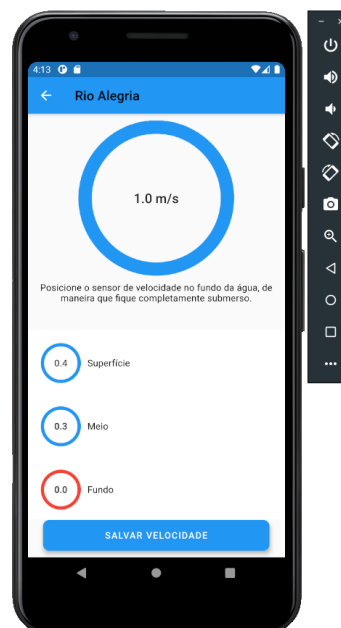 4:13
Rio Alegria
1.0 m/s
Posicione o sensor de velocidade no fundo da água, de
maneira que fique completamente submerso.
0.4 Superfície
0.3 Meio
0.0 Fundo
SALVAR VELOCIDADE